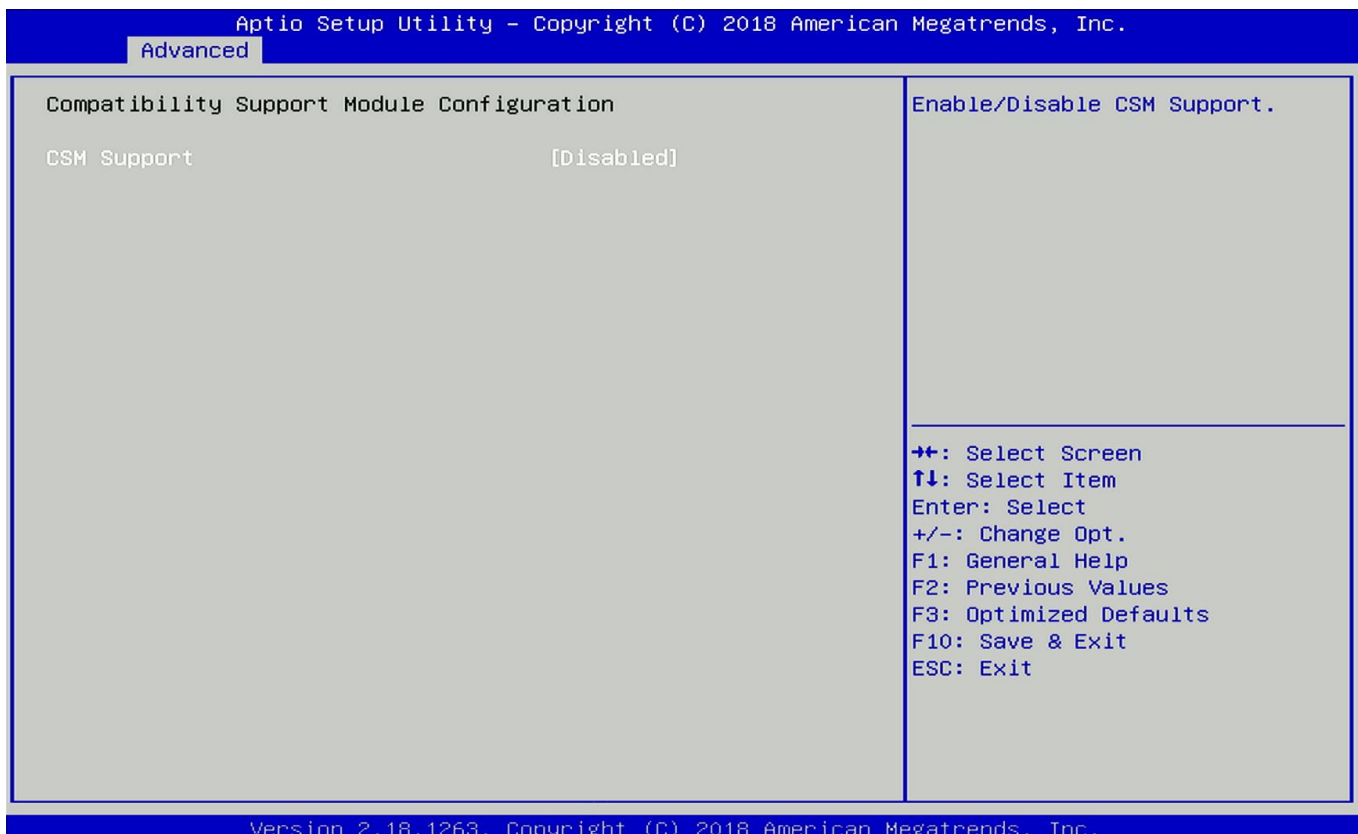 Aptio Setup Utility – Copyright (C) 2018 American Megatrends, Inc.
Advanced
Compatibility Support Module Configuration
CSM Support [Disabled]
Enable/Disable CSM Support.
→←: Select Screen
↑↓: Select Item
Enter: Select
+/-: Change Opt.
F1: General Help
F2: Previous Values
F3: Optimized Defaults
F10: Save & Exit
ESC: Exit
Version 2.18.1263. Copyright (C) 2018 American Megatrends, Inc.